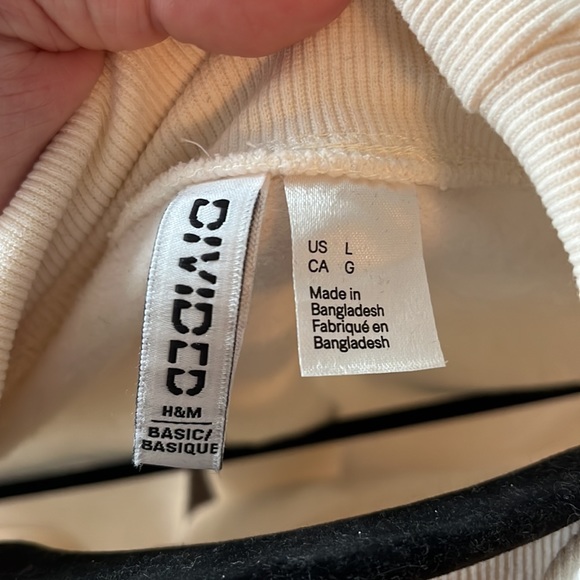 DIVIDED
H&M
BASIC/
BASIQUE
US L
CA G
Made in
Bangladesh
Fabriqué en
Bangladesh